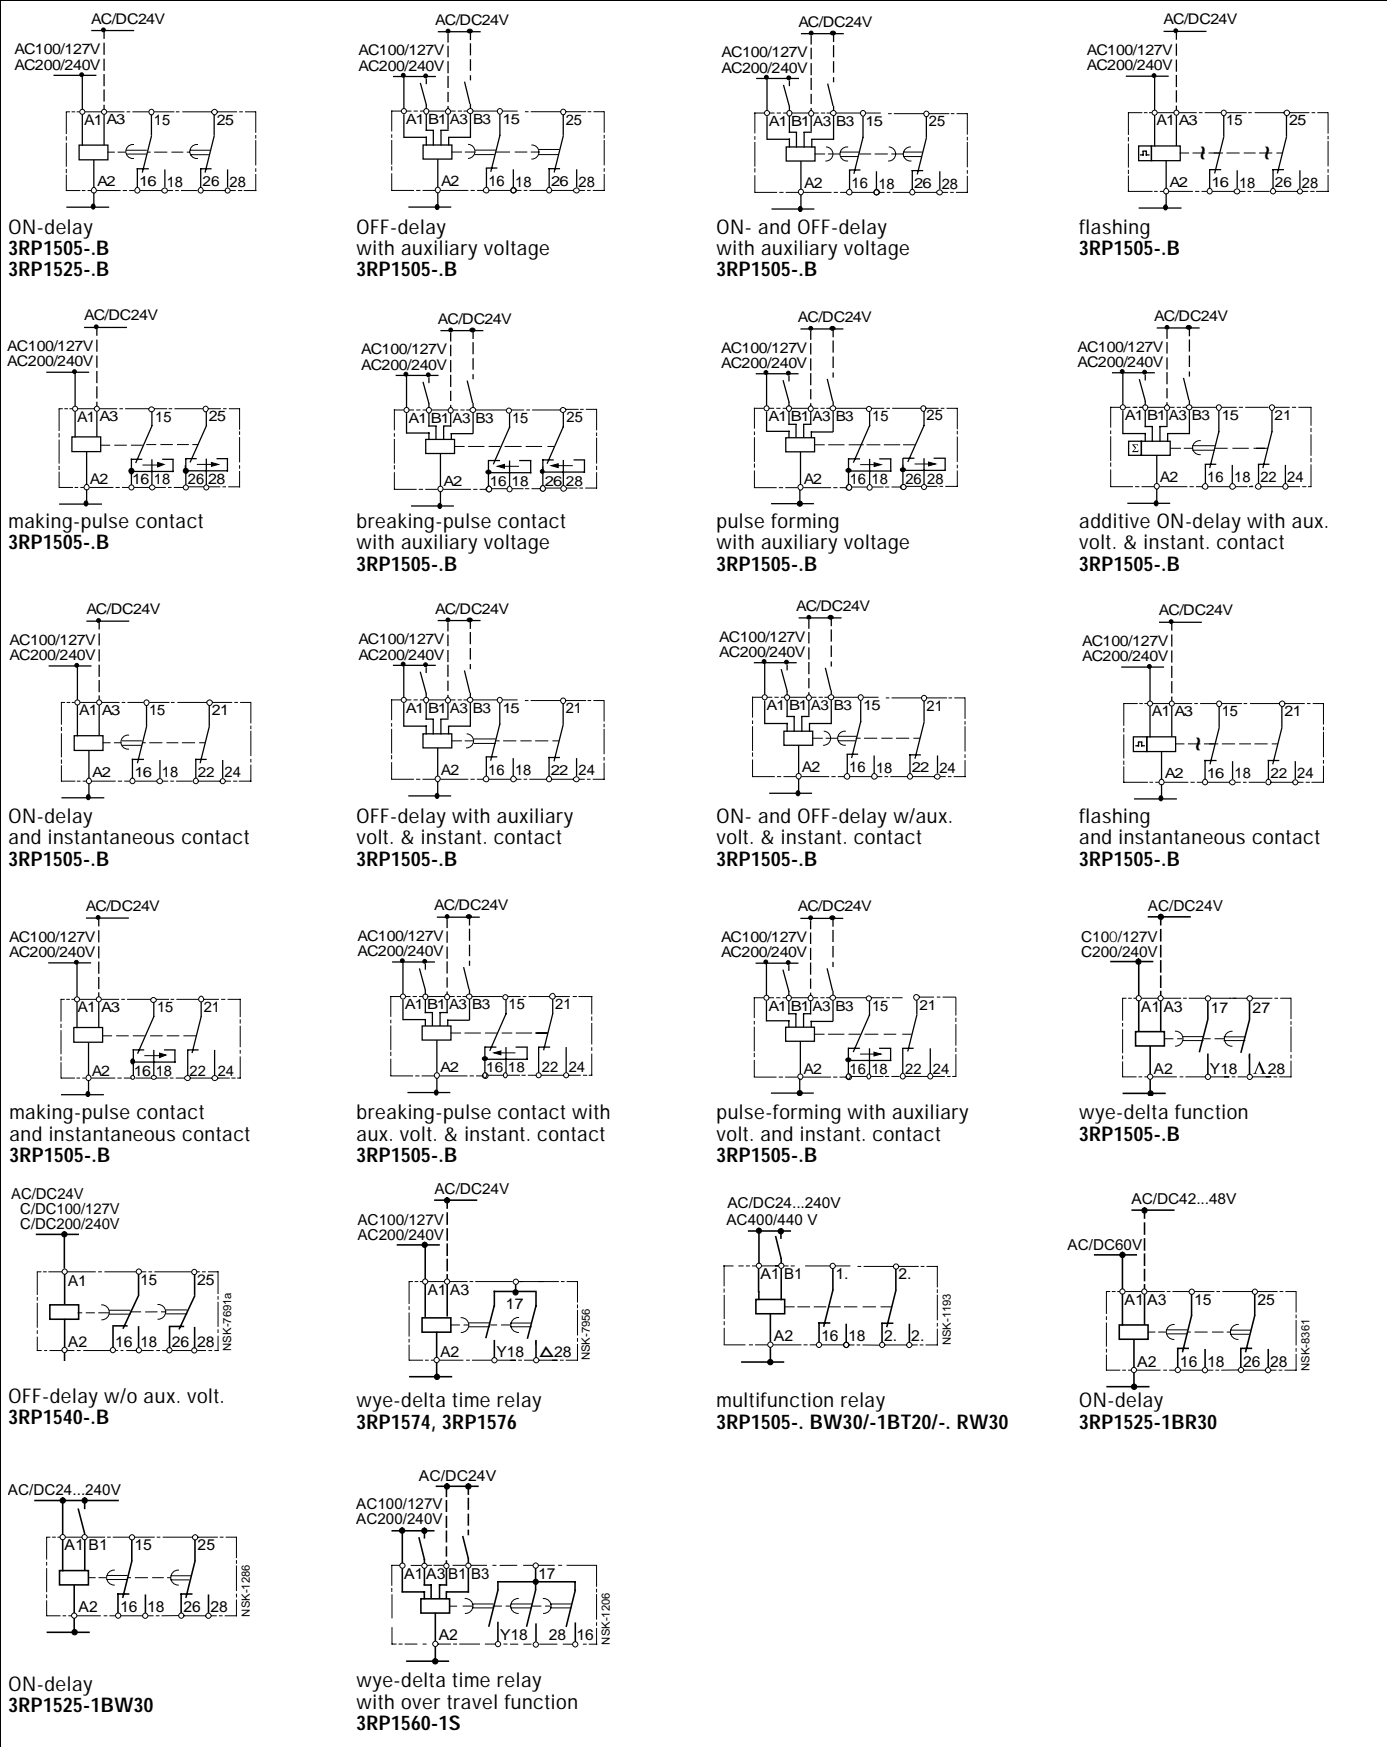 AC/DC24V
AC100/127V
AC200/240V
A1 A3 15 25
A2 16 18 26 28
ON-delay
3RP1505-.B
3RP1525-.B
AC/DC24V
AC100/127V
AC200/240V
A1 B1 A3 B3 15 25
A2 16 18 26 28
OFF-delay
with auxiliary voltage
3RP1505-.B
AC/DC24V
AC100/127V
AC200/240V
A1 B1 A3 B3 15 25
A2 16 18 26 28
ON- and OFF-delay
with auxiliary voltage
3RP1505-.B
AC/DC24V
AC100/127V
AC200/240V
A1 A3 15 25
A2 16 18 26 28
flashing
3RP1505-.B
AC/DC24V
AC100/127V
AC200/240V
A1 A3 15 25
A2 16 18 26 28
making-pulse contact
3RP1505-.B
AC/DC24V
AC100/127V
AC200/240V
A1 B1 A3 B3 15 25
A2 16 18 26 28
breaking-pulse contact
with auxiliary voltage
3RP1505-.B
AC/DC24V
AC100/127V
AC200/240V
A1 B1 A3 B3 15 25
A2 16 18 26 28
pulse forming
with auxiliary voltage
3RP1505-.B
AC/DC24V
AC100/127V
AC200/240V
A1 B1 A3 B3 15 21
Σ
A2 16 18 22 24
additive ON-delay with aux.
volt. & instant. contact
3RP1505-.B
AC/DC24V
AC100/127V
AC200/240V
A1 A3 15 21
A2 16 18 22 24
ON-delay
and instantaneous contact
3RP1505-.B
AC/DC24V
AC100/127V
AC200/240V
A1 B1 A3 B3 15 21
A2 16 18 22 24
OFF-delay with auxiliary
volt. & instant. contact
3RP1505-.B
AC/DC24V
AC100/127V
AC200/240V
A1 B1 A3 B3 15 21
A2 16 18 22 24
ON- and OFF-delay w/aux.
volt. & instant. contact
3RP1505-.B
AC/DC24V
AC100/127V
AC200/240V
A1 A3 15 21
A2 16 18 22 24
flashing
and instantaneous contact
3RP1505-.B
AC/DC24V
AC100/127V
AC200/240V
A1 A3 15 21
A2 16 18 22 24
making-pulse contact
and instantaneous contact
3RP1505-.B
AC/DC24V
AC100/127V
AC200/240V
A1 B1 A3 B3 15 21
A2 16 18 22 24
breaking-pulse contact with
aux. volt. & instant. contact
3RP1505-.B
AC/DC24V
AC100/127V
AC200/240V
A1 B1 A3 B3 15 21
A2 16 18 22 24
pulse-forming with auxiliary
volt. and instant. contact
3RP1505-.B
AC/DC24V
C100/127V
C200/240V
A1 A3 17 27
A2 Y18 Λ28
wye-delta function
3RP1505-.B
AC/DC24V
C/DC100/127V
C/DC200/240V
A1 15 25
A2 16 18 26 28
NSK-7691a
OFF-delay w/o aux. volt.
3RP1540-.B
AC/DC24V
AC100/127V
AC200/240V
A1 A3 17
A2 Y18 Δ28
NSK-7956
wye-delta time relay
3RP1574, 3RP1576
AC/DC24...240V
AC400/440 V
A1 B1 1. 2.
A2 16 18 2. 2.
NSK-1193
multifunction relay
3RP1505-. BW30/-1BT20/-. RW30
AC/DC42...48V
AC/DC60V
A1 A3 15 25
A2 16 18 26 28
NSK-8361
ON-delay
3RP1525-1BR30
AC/DC24...240V
A1 B1 15 25
A2 16 18 26 28
NSK-1286
ON-delay
3RP1525-1BW30
AC/DC24V
AC100/127V
AC200/240V
A1 A3 B1 B3 17
A2 Y18 28 16
NSK-1206
wye-delta time relay
with over travel function
3RP1560-1S